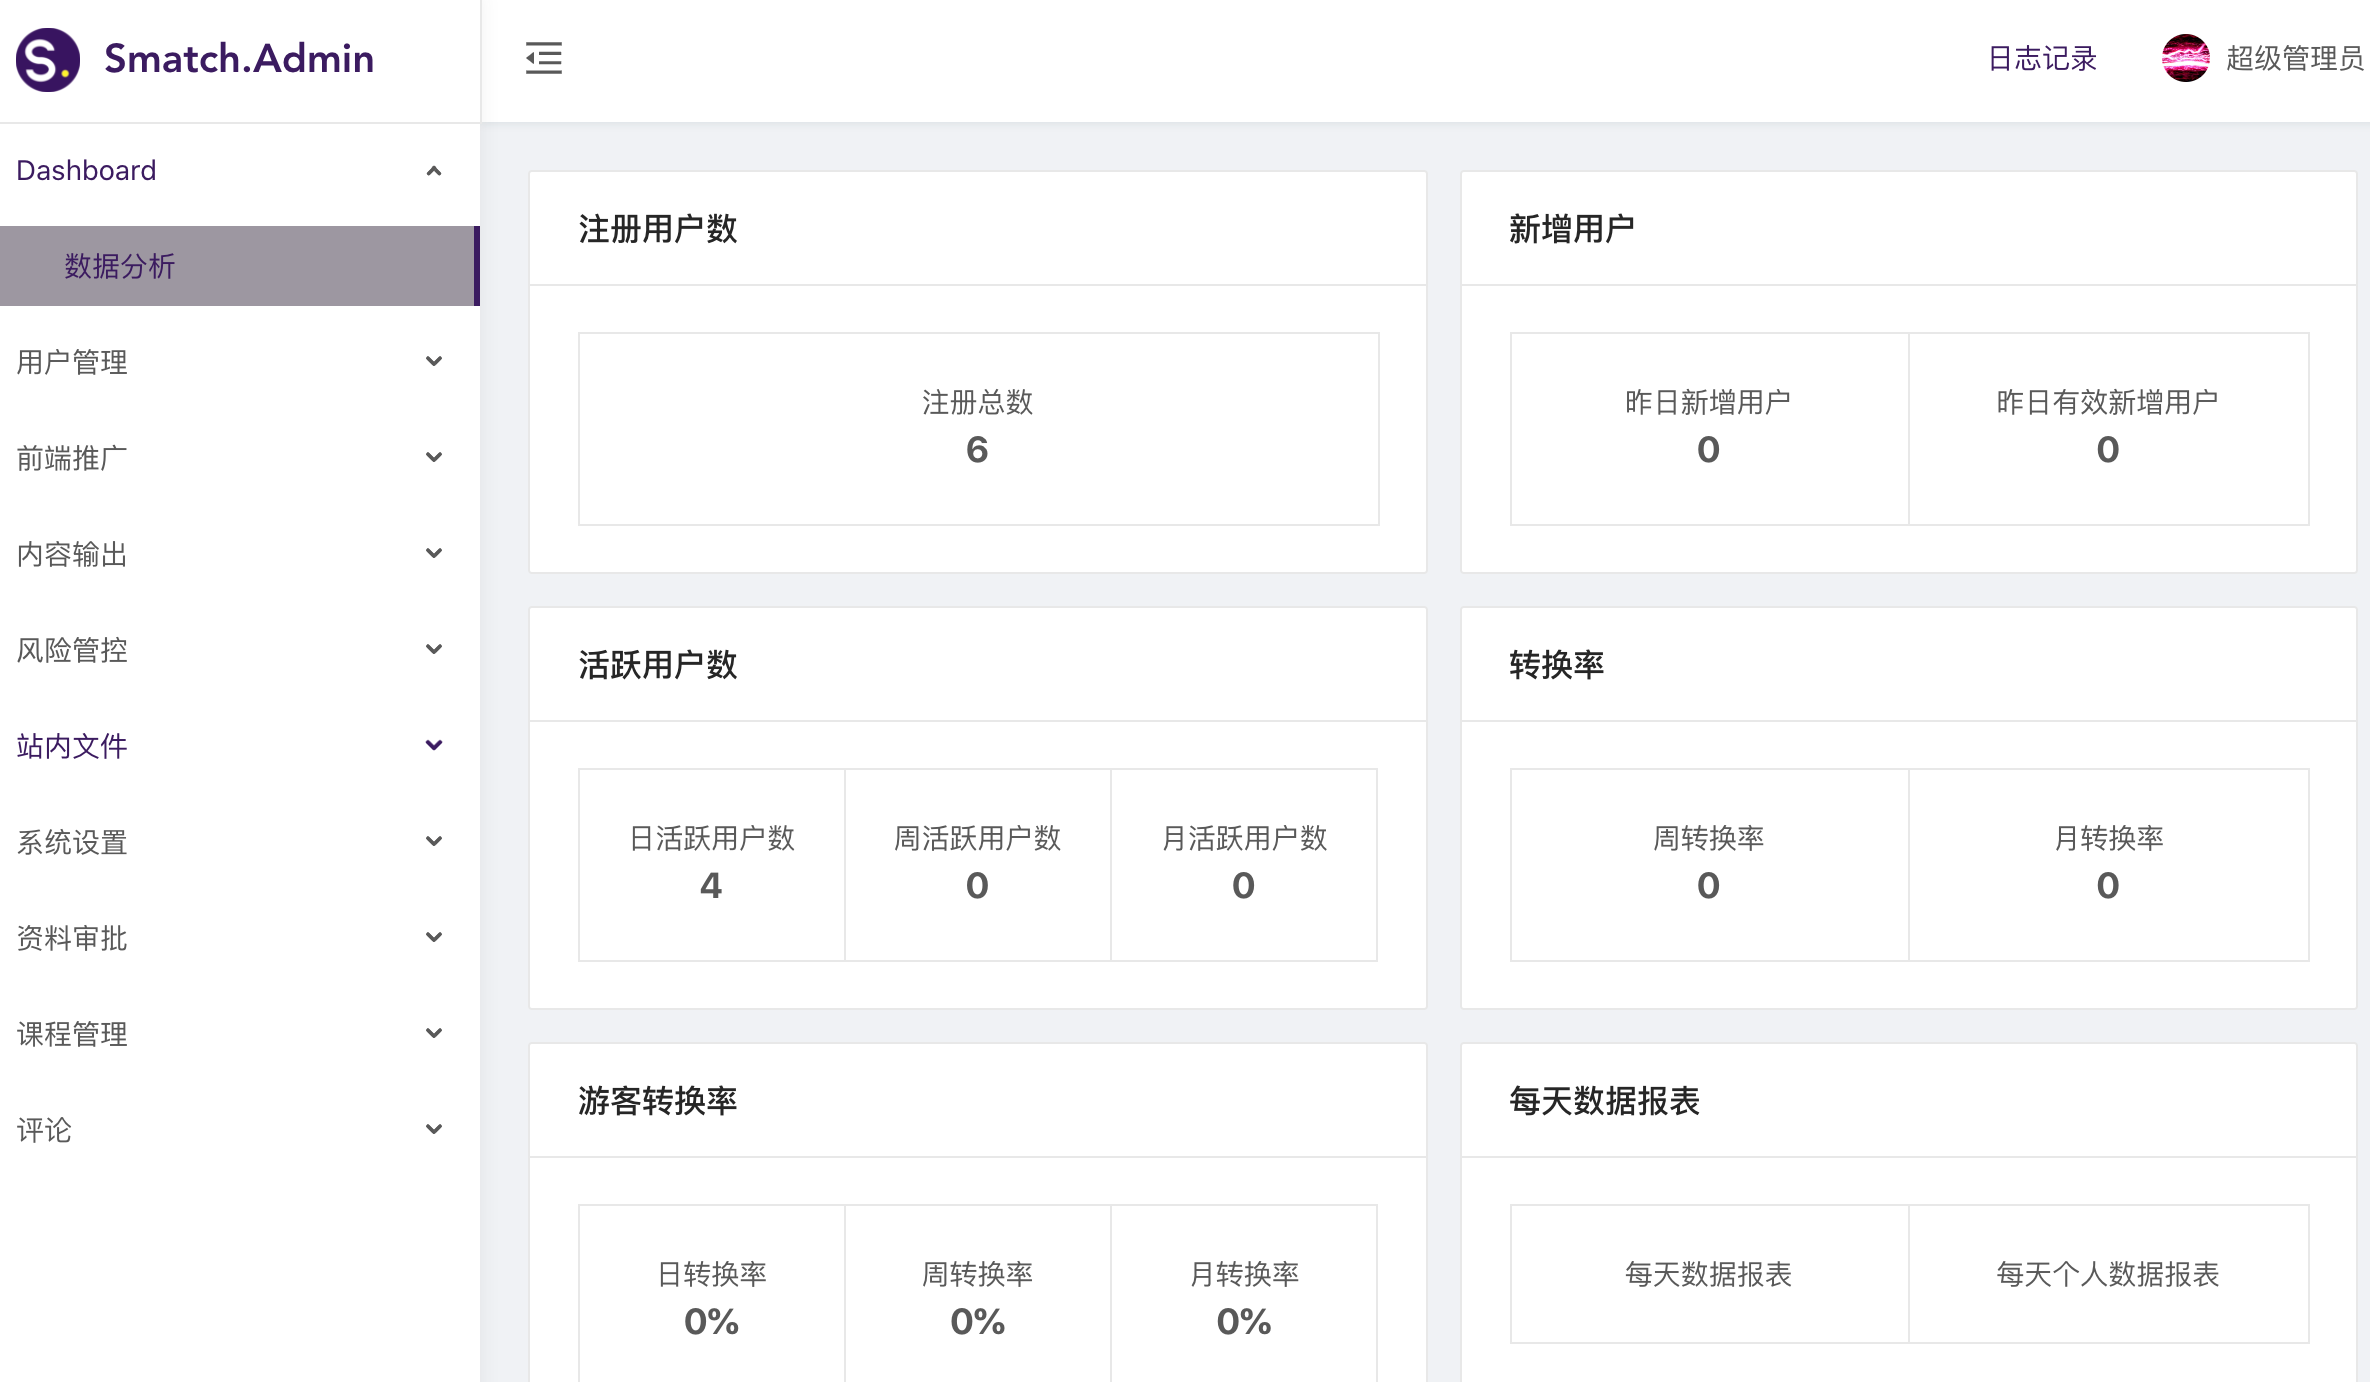 S.
Smatch.Admin
日志记录
超级管理员
Dashboard
数据分析
用户管理
前端推广
内容输出
风险管控
站内文件
系统设置
资料审批
课程管理
评论
注册用户数
注册总数
6
新增用户
昨日新增用户
0
昨日有效新增用户
0
活跃用户数
日活跃用户数
4
周活跃用户数
0
月活跃用户数
0
转换率
周转换率
0
月转换率
0
游客转换率
日转换率
0%
周转换率
0%
月转换率
0%
每天数据报表
每天数据报表
每天个人数据报表